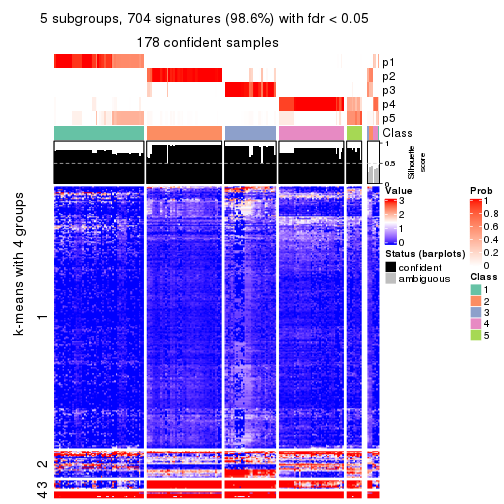 5 subgroups, 704 signatures (98.6%) with fdr < 0.05
178 confident samples
p1
p2
p3
p4
p5
Class
1
0.5
0
Silhouette
score
k-means with 4 groups
1
2
3
4
Value
3
2
1
0
Status (barplots)
confident
ambiguous
Prob
1
0.8
0.6
0.4
0.2
0
Class
1
2
3
4
5